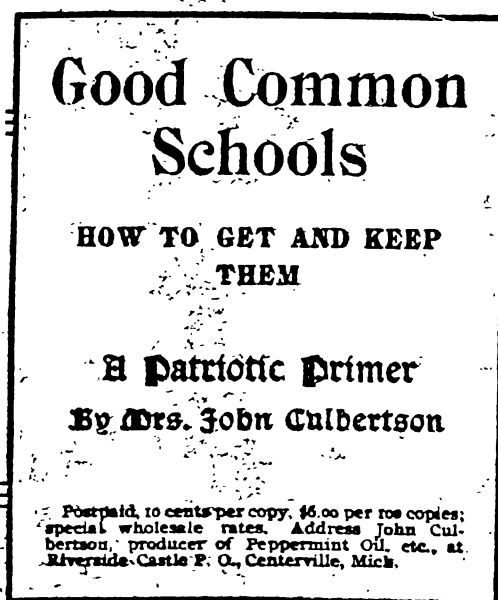 Good Common
Schools
HOW TO GET AND KEEP
THEM
A Patriotic Primer
By Mrs. John Culbertson
Postpaid, 10 cents per copy, $6.00 per 100 copies;
special wholesale rates. Address John Cul-
bertson, producer of Peppermint Oil, etc., at
Riverside Castle P. O., Centerville, Mich.